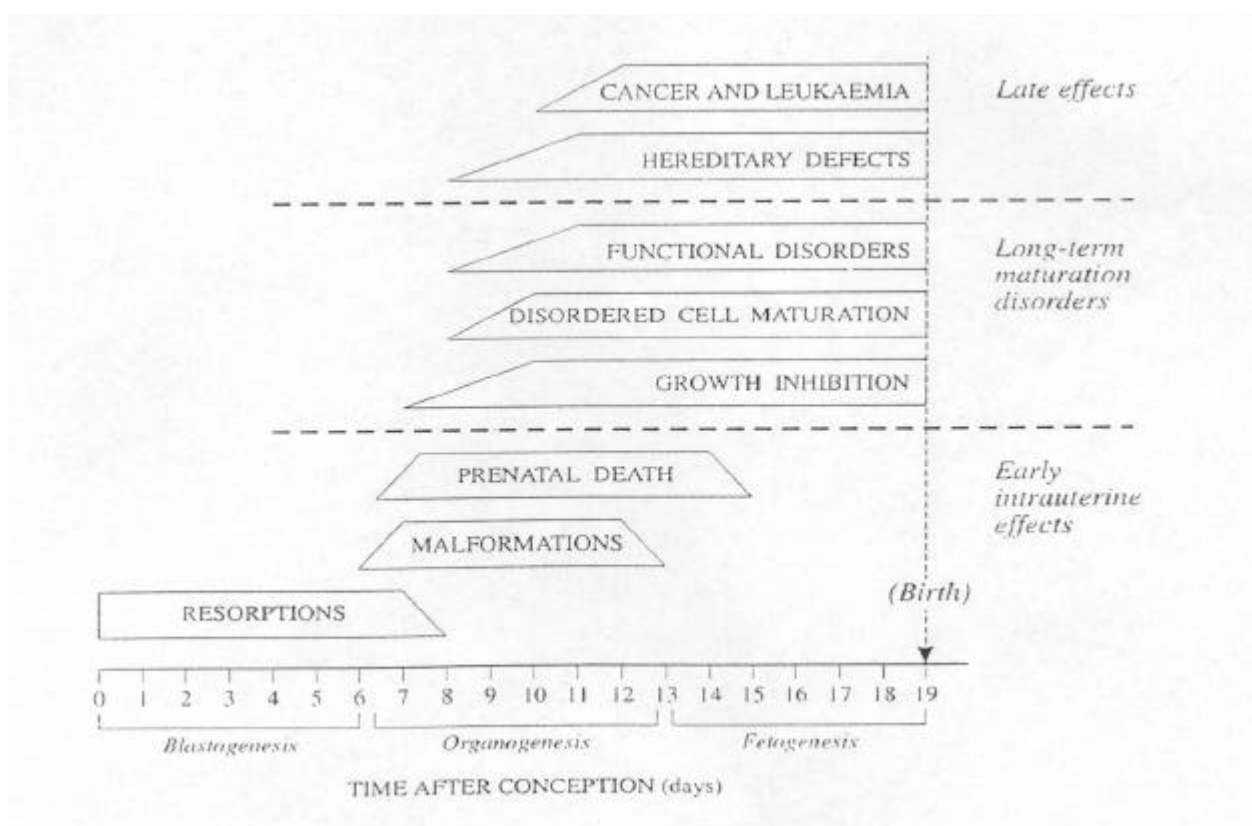 CANCER AND LEUKAEMIA
Late effects
HEREDITARY DEFECTS
FUNCTIONAL DISORDERS
Long-term
maturation
disorders
DISORDERED CELL MATURATION
GROWTH INHIBITION
PRENATAL DEATH
Early
intrauterine
effects
MALFORMATIONS
(Birth)
RESORPTIONS
0 1 2 3 4 5 6 7 8 9 10 11 12 13 14 15 16 17 18 19
Blastogenesis Organogenesis Fetogenesis
TIME AFTER CONCEPTION (days)